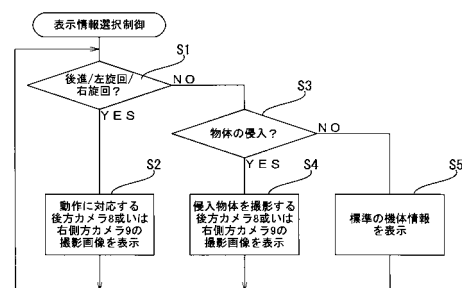 表示情報選択制御
S1
後進/左旋回/
右旋回?
NO
YES
S3
物体の侵入?
NO
YES
S2
動作に対応する
後方カメラ8或いは
右側方カメラ9の
撮影画像を表示
S4
侵入物体を撮影する
後方カメラ8或いは
右側方カメラ9の
撮影画像を表示
S5
標準の機体情報
を表示